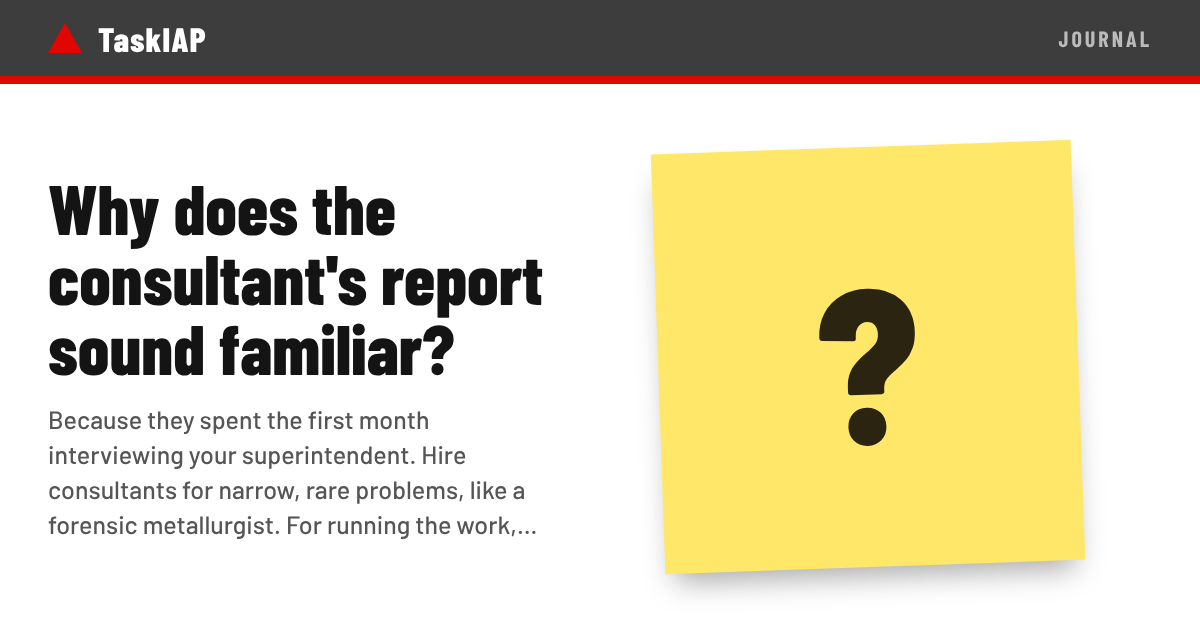 TaskIAP
JOURNAL
Why does the
consultant's report
sound familiar?
Because they spent the first month
interviewing your superintendent. Hire
consultants for narrow, rare problems, like a
forensic metallurgist. For running the work,...
?